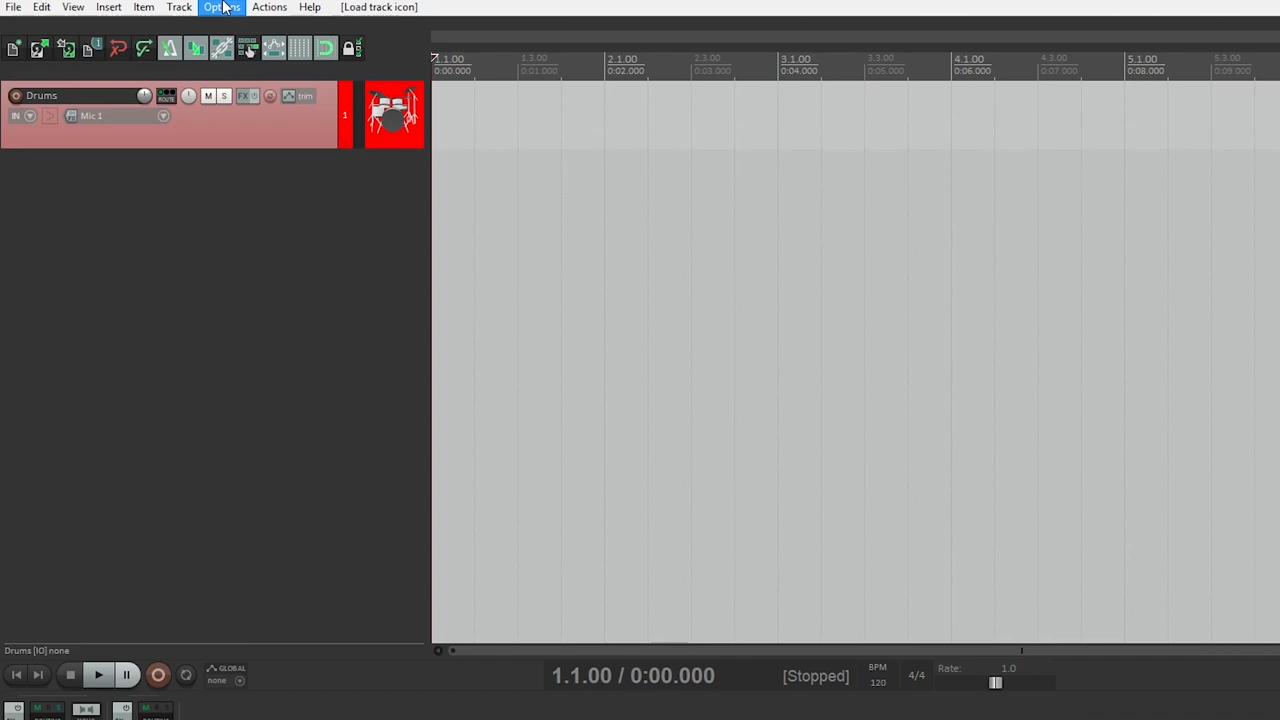 File Edit View Insert Item Track Options Actions Help [Load track icon]
1.1.00 1.3.00 2.1.00 2.3.00 3.1.00 3.3.00 4.1.00 4.3.00 5.1.00 5.3.00
0:00.000 0:01.000 0:02.000 0:03.000 0:04.000 0:05.000 0:06.000 0:07.000 0:08.000 0:09.000
Drums ROUTE M S FX trim
1
IN Mic 1
Drums [IO] none
GLOBAL
none
1.1.00 / 0:00.000 [Stopped]
BPM
120
4/4
Rate: 1.0
M R S M R S